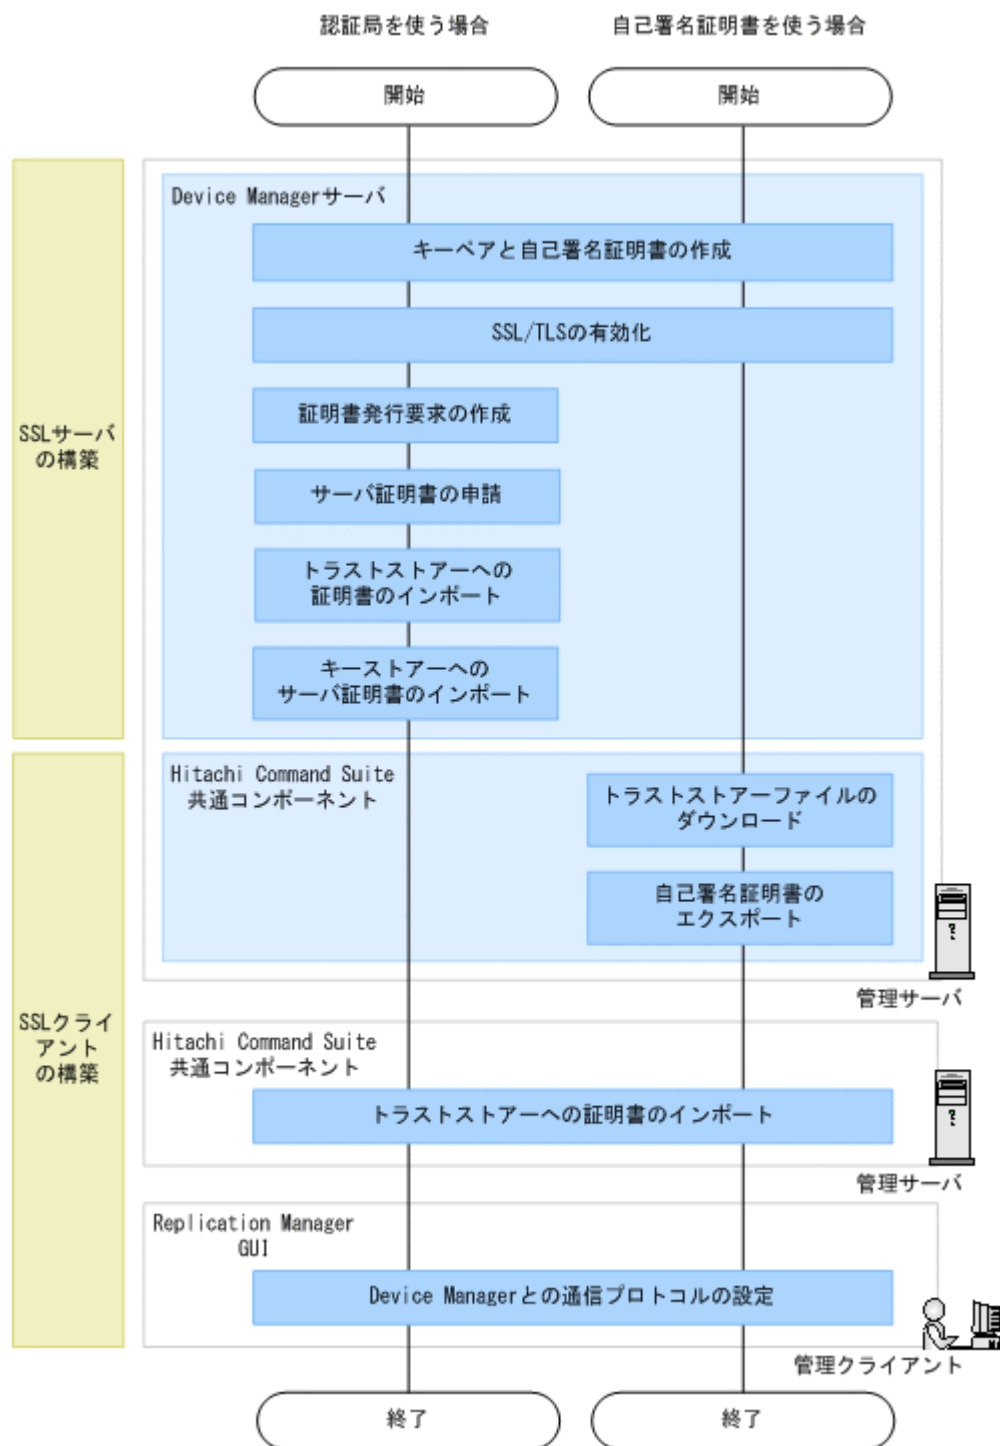 認証局を使う場合
自己署名証明書を使う場合
開始
開始
Device Managerサーバ
キーペアと自己署名証明書の作成
SSL/TLSの有効化
証明書発行要求の作成
SSLサーバ
の構築
サーバ証明書の申請
トラストストアーへの
証明書のインポート
キーストアーへの
サーバ証明書のインポート
Hitachi Command Suite
共通コンポーネント
トラストストアーファイルの
ダウンロード
自己署名証明書の
エクスポート
管理サーバ
SSLクライ
アント
の構築
Hitachi Command Suite
共通コンポーネント
トラストストアーへの証明書のインポート
管理サーバ
Replication Manager
GUI
Device Managerとの通信プロトコルの設定
管理クライアント
終了
終了